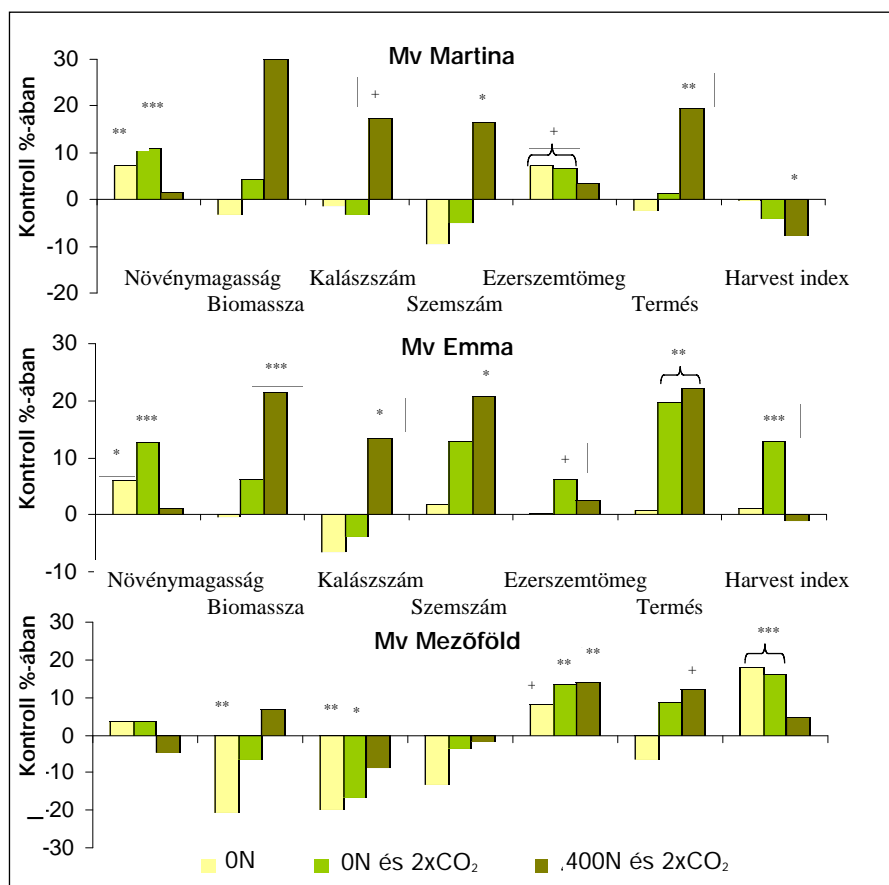 Mv Martina
Kontroll %-ában
30
20
10
0
-10
-20
** *** + * + ** *
Növénymagasság Kalászszám Ezerszemtömeg Harvest index
Biomassza Szemszám Termés
Mv Emma
Kontroll %-ában
30
20
10
0
-10
* *** *** * * + ** ***
Növénymagasság Kalászszám Ezerszemtömeg Harvest index
Biomassza Szemszám Termés
Mv Mezõföld
Kontroll %-ában
30
20
10
0
-10
-20
-30
** ** * + ** ** + ***
0N 0N és 2xCO₂ 400N és 2xCO₂